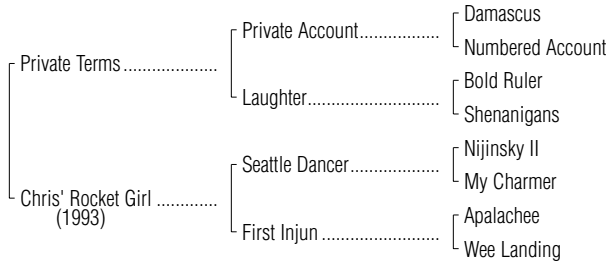 Damascus
Private Account..................
Numbered Account
Private Terms ....................
Bold Ruler
Laughter.............................
Shenanigans
Nijinsky II
Seattle Dancer....................
My Charmer
Chris' Rocket Girl .............
(1993)
Apalachee
First Injun ..........................
Wee Landing